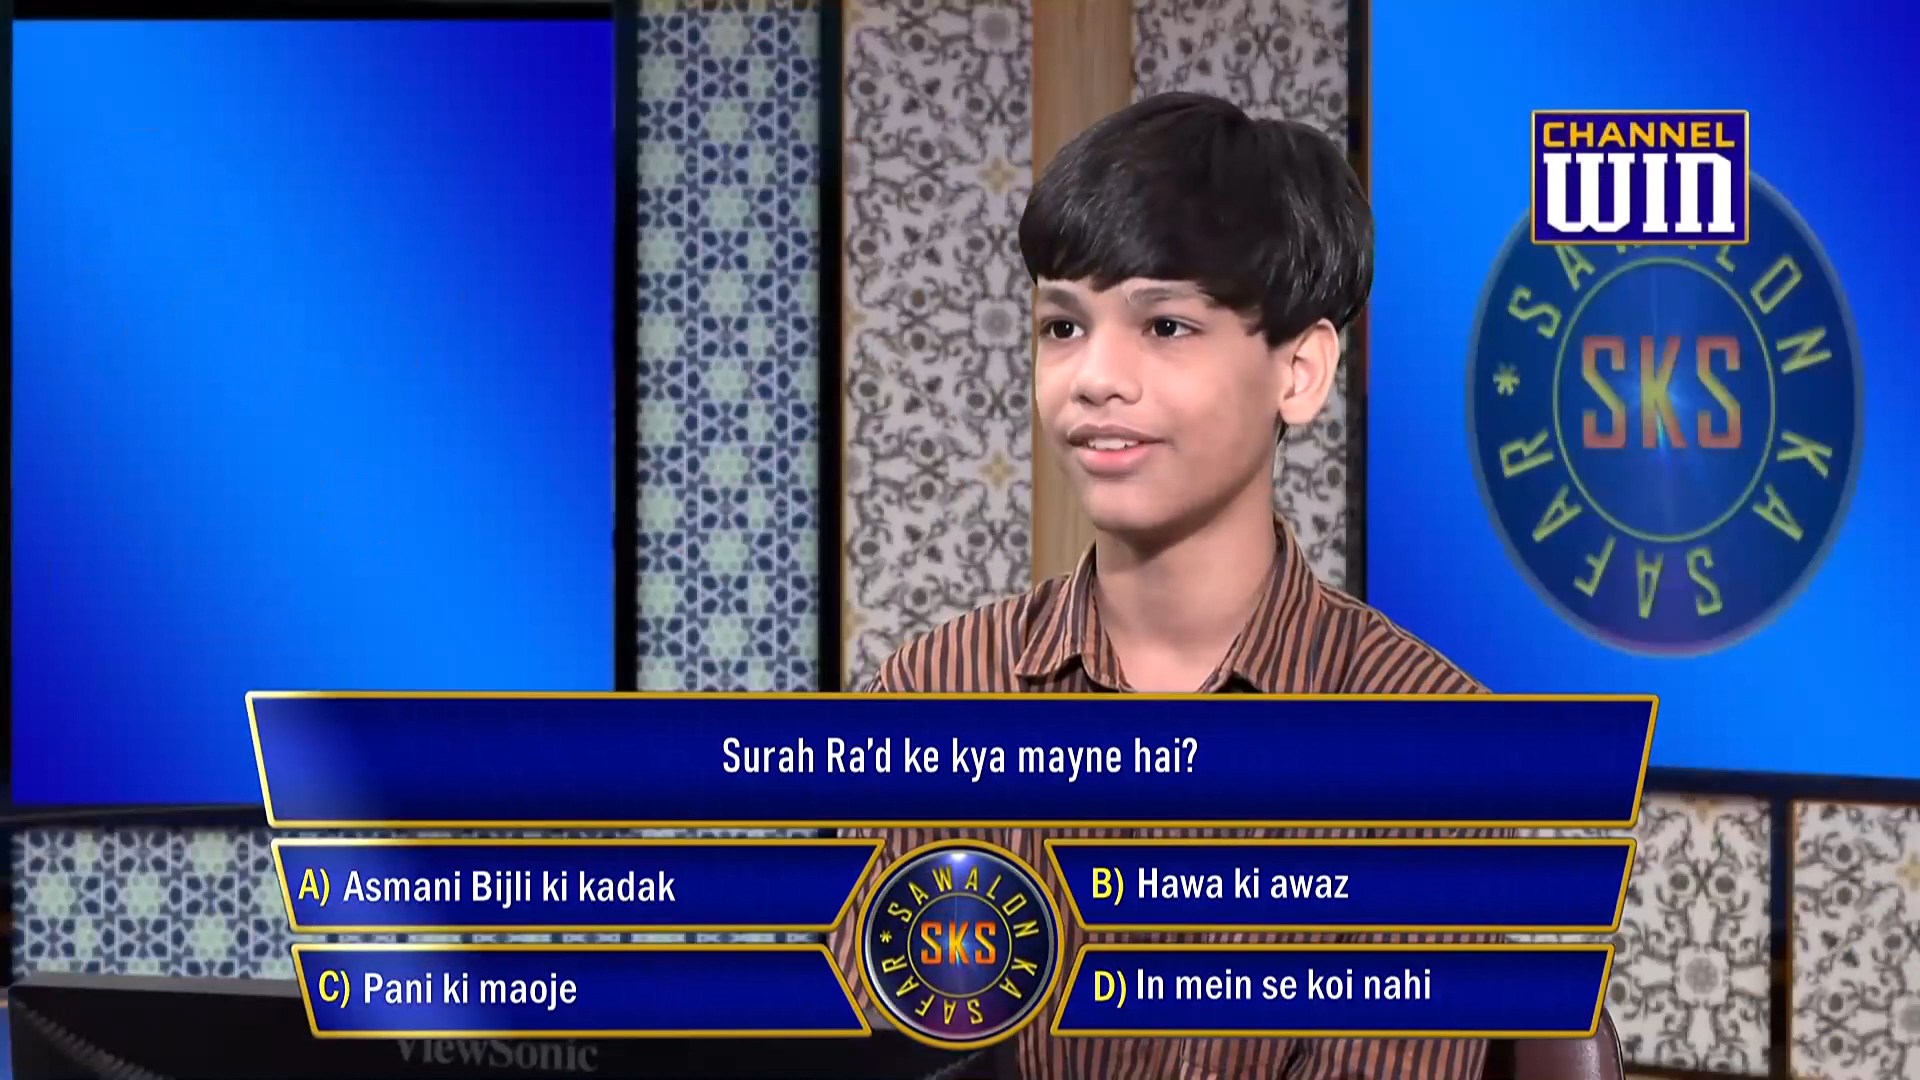 CHANNEL
WIN
* SAWALON KA SAFAR
SKS
Surah Ra'd ke kya mayne hai?
A) Asmani Bijli ki kadak
B) Hawa ki awaz
C) Pani ki maoje
D) In mein se koi nahi
* SAWALON KA SAFAR
SKS
ViewSonic